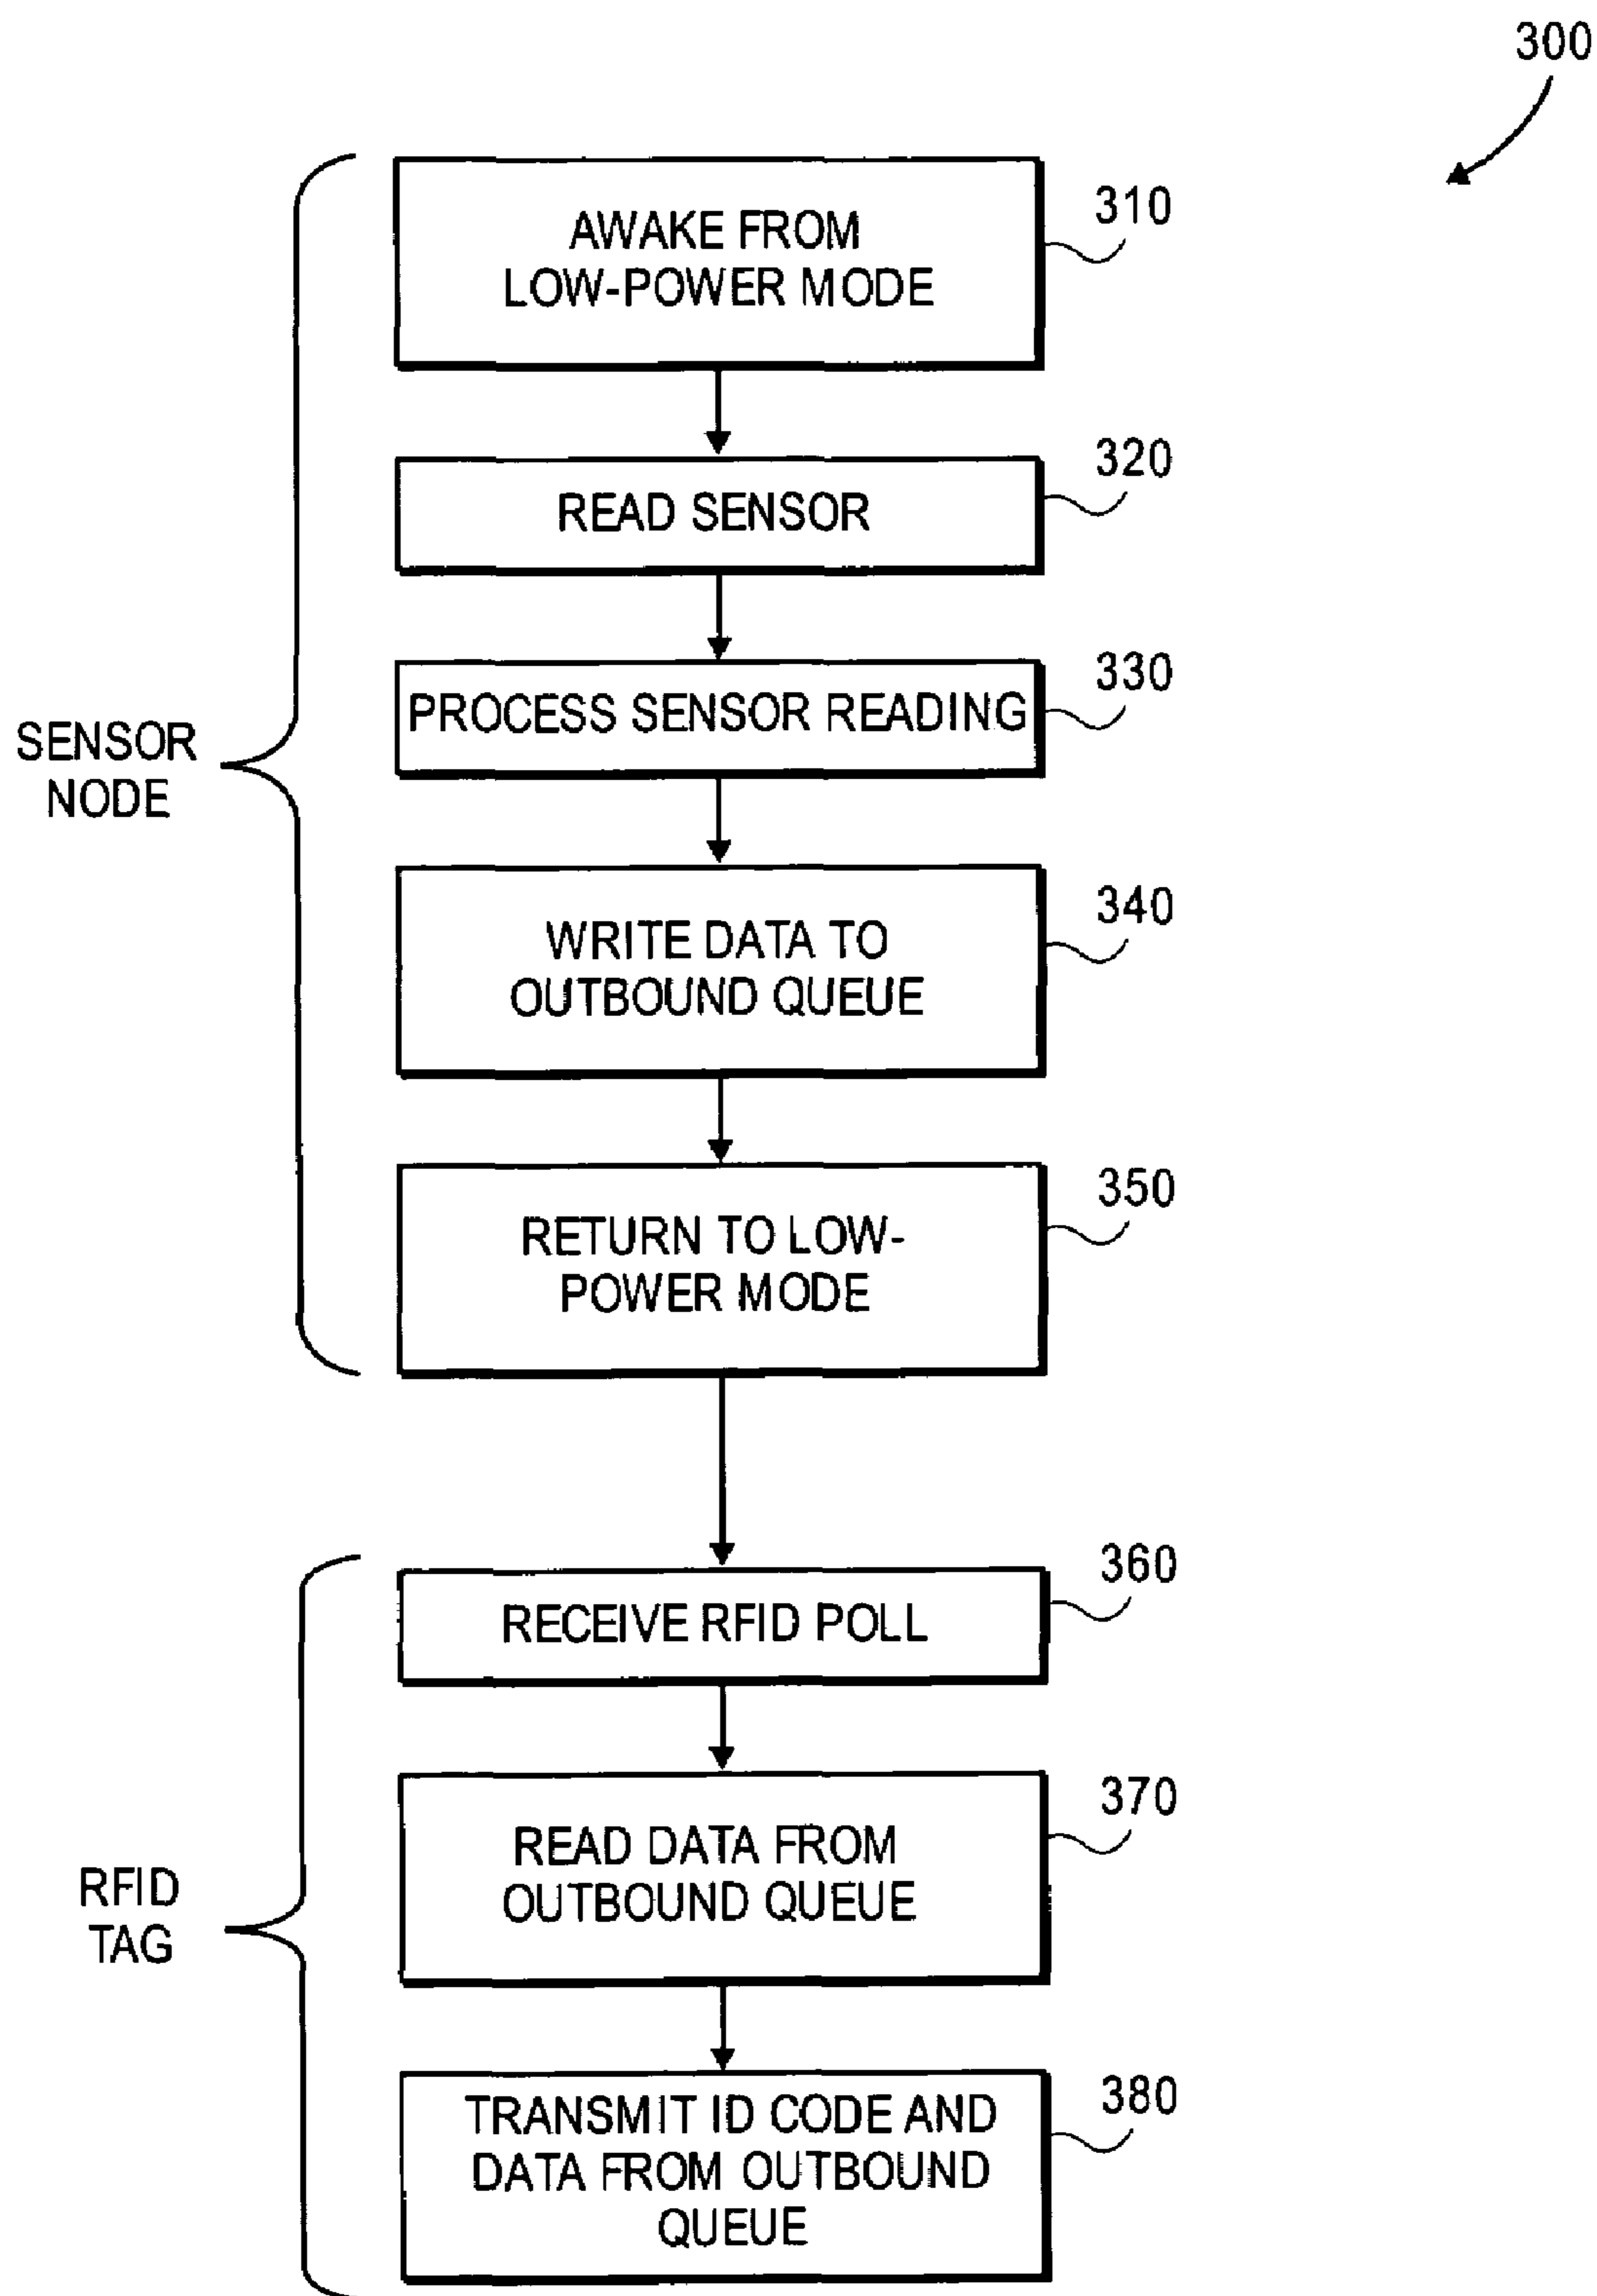 300
AWAKE FROM
LOW-POWER MODE
310
READ SENSOR
320
PROCESS SENSOR READING
330
SENSOR
NODE
WRITE DATA TO
OUTBOUND QUEUE
340
RETURN TO LOW-
POWER MODE
350
RECEIVE RFID POLL
360
READ DATA FROM
OUTBOUND QUEUE
370
RFID
TAG
TRANSMIT ID CODE AND
DATA FROM OUTBOUND
QUEUE
380